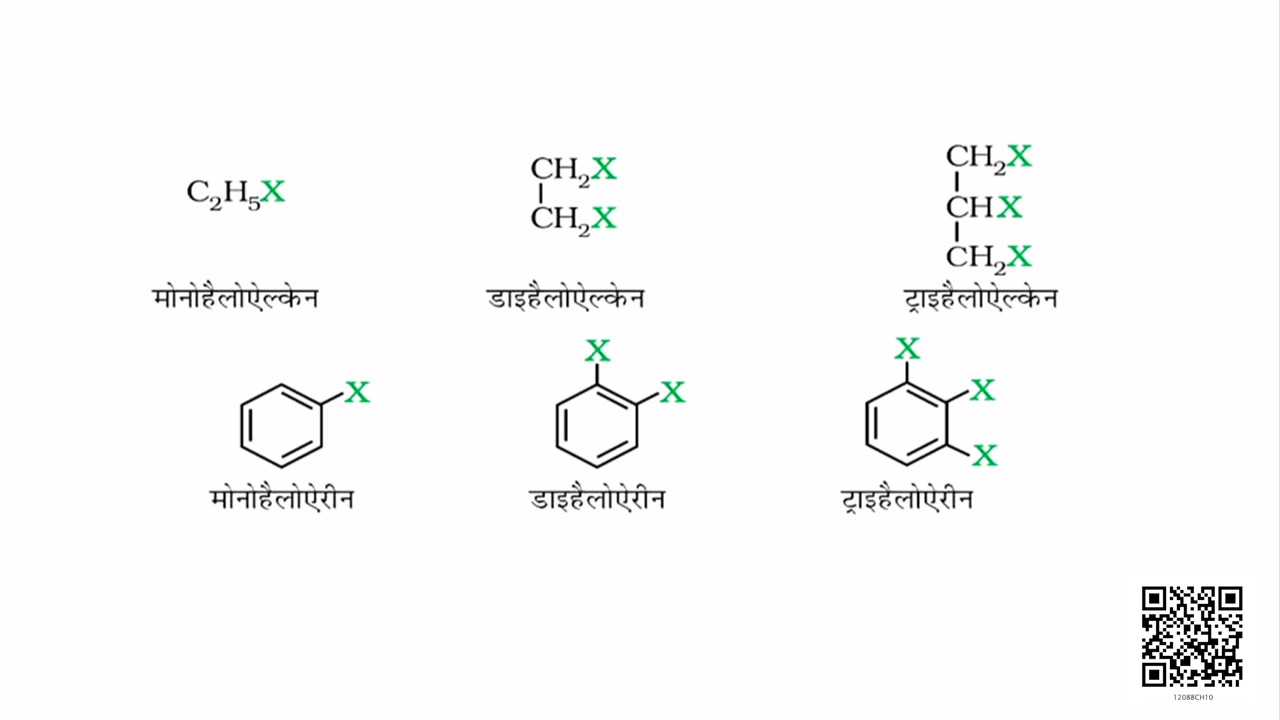 C₂H₅X
CH₂X
CH₂X
CH₂X
CHX
CH₂X
मोनोहैलोऐल्केन
डाइहैलोऐल्केन
ट्राइहैलोऐल्केन
X
X
X
X
X
X
मोनोहैलोऐरीन
डाइहैलोऐरीन
ट्राइहैलोऐरीन
12088CH10